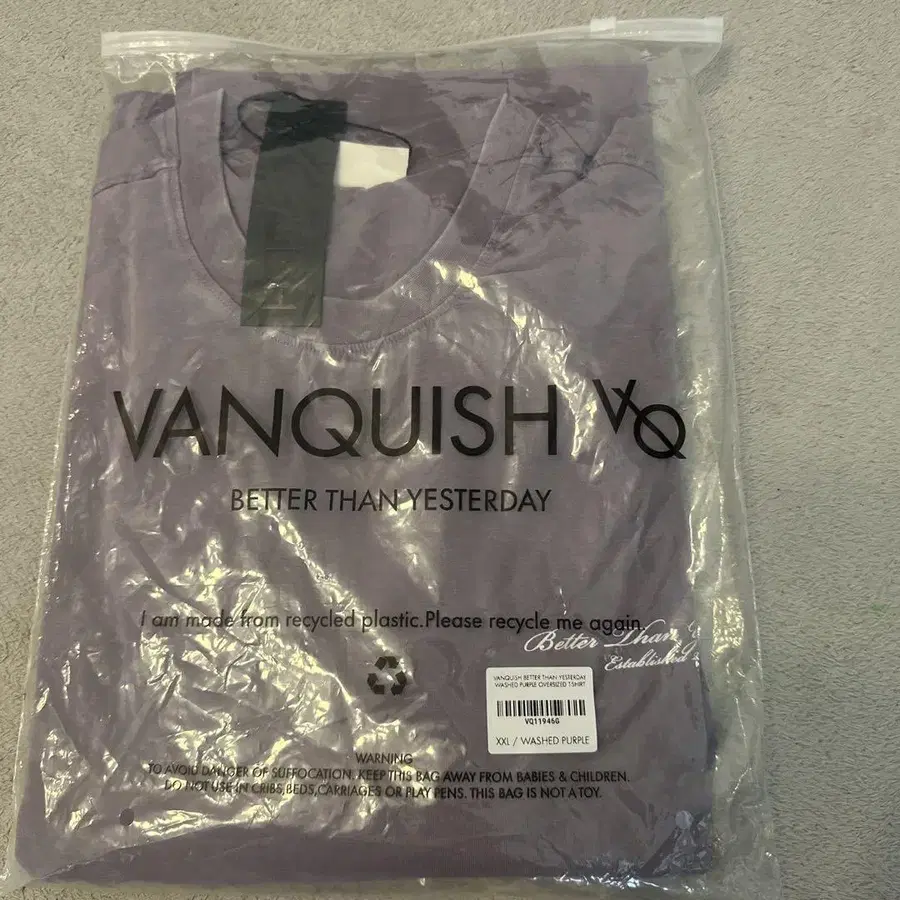 VANQUISH VQ
BETTER THAN YESTERDAY
I am made from recycled plastic.Please recycle me again.
Better Than
Established
VANQUISH BETTER THAN YESTERDAY
WASHED PURPLE OVERSIZED T-SHIRT
VQ11946G
XXL / WASHED PURPLE
WARNING
TO AVOID DANGER OF SUFFOCATION. KEEP THIS BAG AWAY FROM BABIES & CHILDREN.
DO NOT USE IN CRIBS,BEDS,CARRIAGES OR PLAY PENS. THIS BAG IS NOT A TOY.